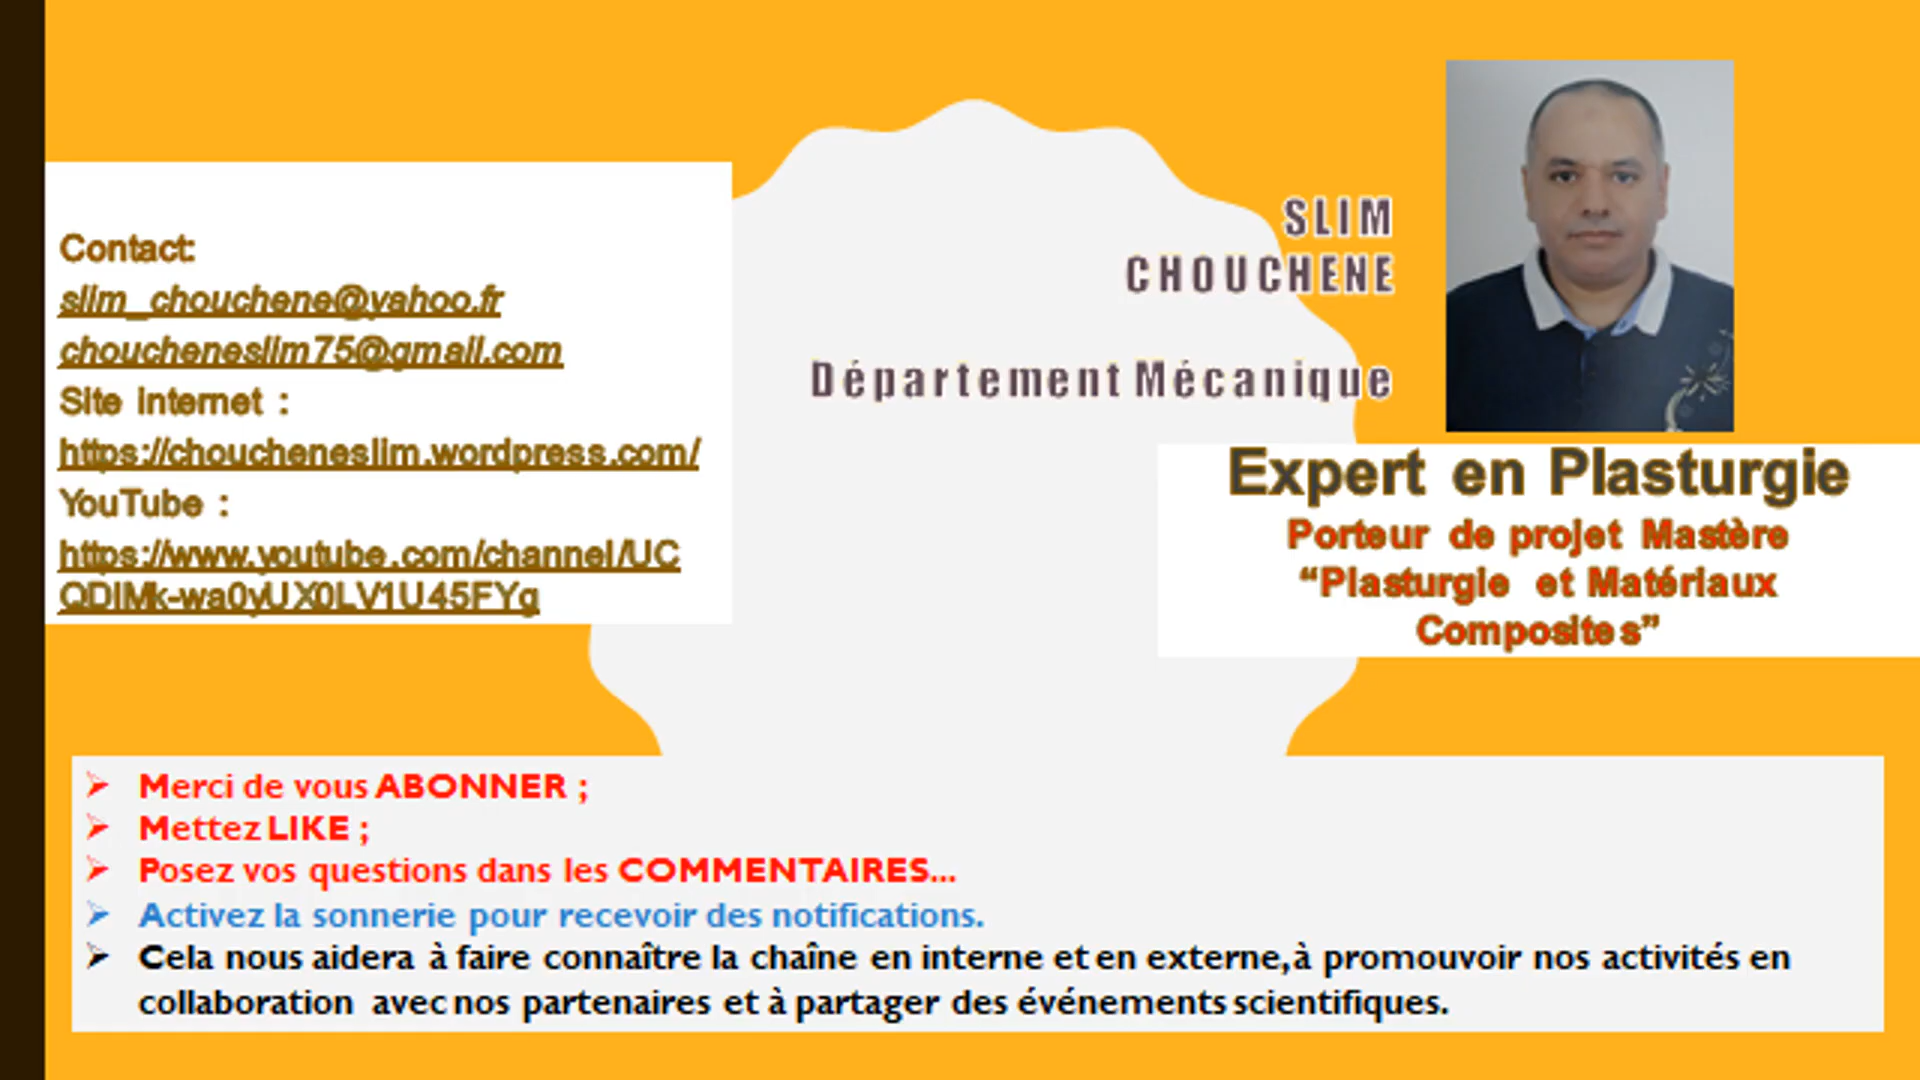 Contact:
slim_chouchene@yahoo.fr
choucheneslim75@gmail.com
Site internet :
https://choucheneslim.wordpress.com/
YouTube :
https://www.youtube.com/channel/UC
QDIMk-wa0yUX0LV1U45FYg
SLIM
CHOUCHENE
Département Mécanique
Expert en Plasturgie
Porteur de projet Mastère
“Plasturgie et Matériaux
Composites”
➢ Merci de vous ABONNER ;
➢ Mettez LIKE ;
➢ Posez vos questions dans les COMMENTAIRES...
➢ Activez la sonnerie pour recevoir des notifications.
➢ Cela nous aidera à faire connaître la chaîne en interne et en externe, à promouvoir nos activités en
collaboration avec nos partenaires et à partager des événements scientifiques.